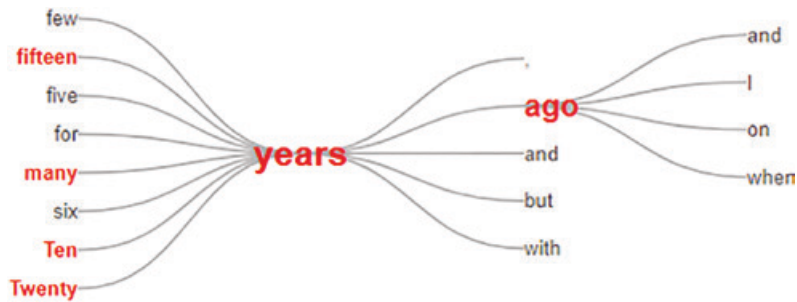 few
fifteen
five
for
many
six
Ten
Twenty
years
,
ago
and
but
with
and
I
on
when